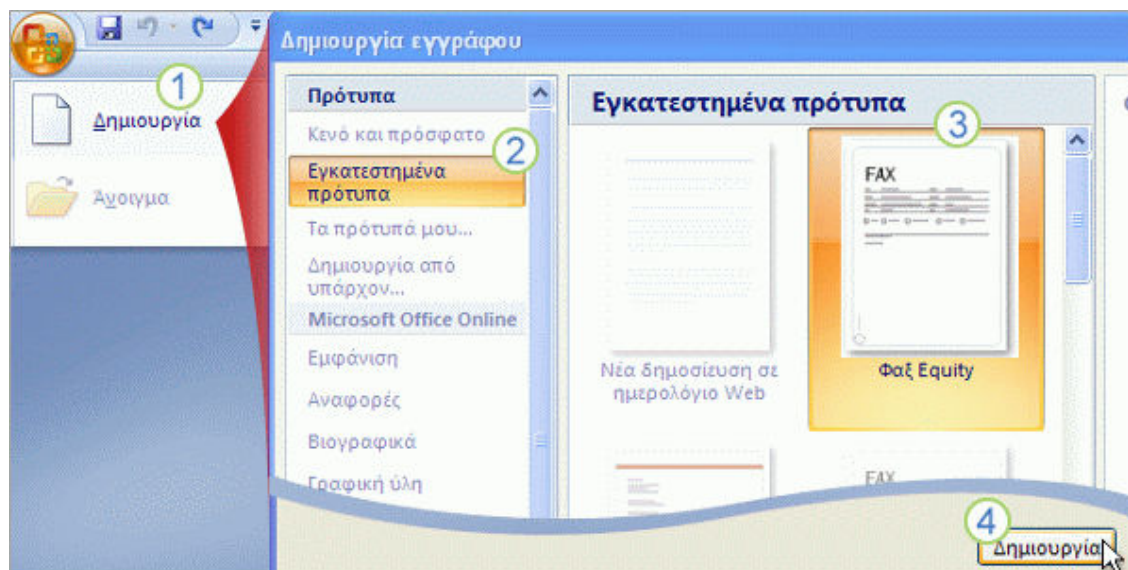 Δημιουργία εγγράφου
1
Δημιουργία
Άνοιγμα
Πρότυπα
Κενό και πρόσφατο
2
Εγκατεστημένα
πρότυπα
Τα πρότυπά μου...
Δημιουργία από
υπάρχον...
Microsoft Office Online
Εμφάνιση
Αναφορές
Βιογραφικά
Γραφική ύλη
Εγκατεστημένα πρότυπα
3
FAX
Νέα δημοσίευση σε
ημερολόγιο Web
Φαξ Equity
FAX
4
Δημιουργία